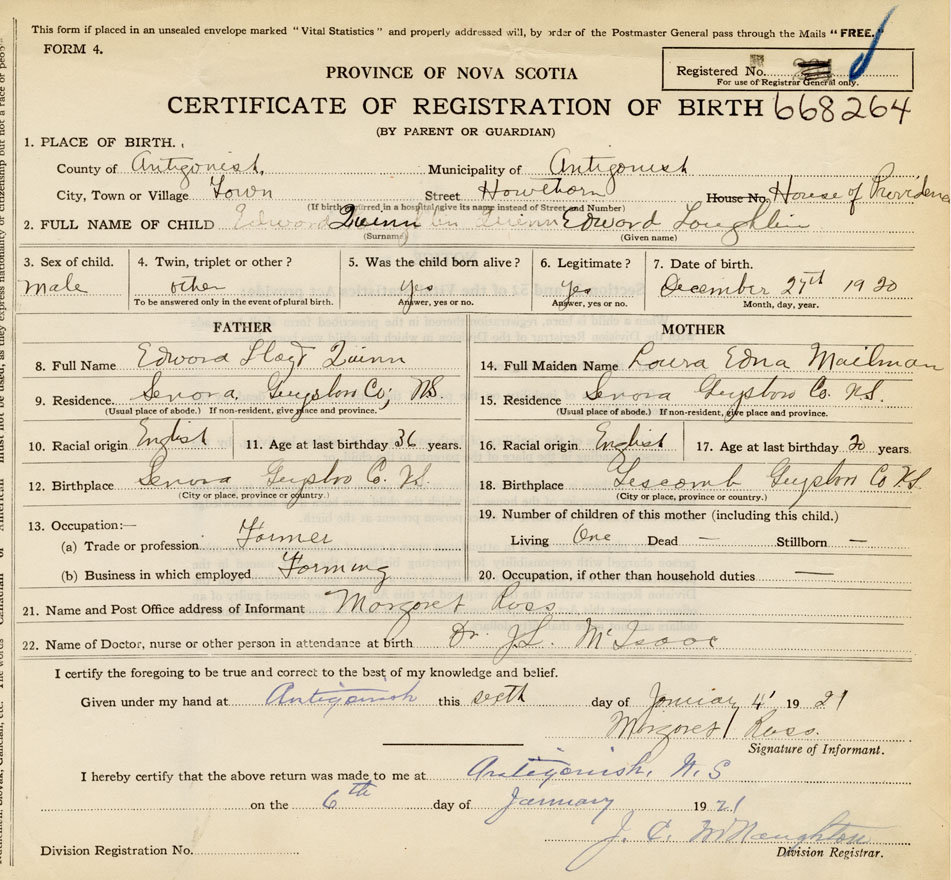 This form if placed in an unsealed envelope marked "Vital Statistics" and properly addressed will, by order of the Postmaster General pass through the Mails "FREE."
FORM 4.
Registered No.
For use of Registrar General only.
PROVINCE OF NOVA SCOTIA
CERTIFICATE OF REGISTRATION OF BIRTH 668264
(BY PARENT OR GUARDIAN)
1. PLACE OF BIRTH.
County of Antigonish, Municipality of Antigonish
City, Town or Village Town Street Hawthorn House No. House of Providence
(If birth occurred in a hospital give its name instead of Street and Number)
2. FULL NAME OF CHILD Quinn Edward Loughlin
(Surname) (Given name)
3. Sex of child. 4. Twin, triplet or other? 5. Was the child born alive? 6. Legitimate? 7. Date of birth.
Male other Yes Yes December 27th 1920
To be answered only in the event of plural birth. Answer, yes or no. Answer, yes or no. Month, day, year.
FATHER MOTHER
8. Full Name Edward Quinn 14. Full Maiden Name Laura Edna Mailman
9. Residence. Senora Guysboro Co, N.S. 15. Residence Senora Guysboro Co. N.S.
(Usual place of abode.) If non-resident, give place and province. (Usual place of abode.) If non-resident, give place and province.
10. Racial origin English 11. Age at last birthday 36 years. 16. Racial origin English 17. Age at last birthday 20 years.
12. Birthplace Senora Guysboro Co. N.S. 18. Birthplace Liscomb Guysboro Co N.S.
(City or place, province or country.) (City or place, province or country.)
19. Number of children of this mother (including this child.)
13. Occupation:—
Living One Dead — Stillborn —
(a) Trade or profession Farmer
(b) Business in which employed Farming
20. Occupation, if other than household duties —
21. Name and Post Office address of Informant Margaret Ross
22. Name of Doctor, nurse or other person in attendance at birth Dr. J.L. McIsaac
I certify the foregoing to be true and correct to the best of my knowledge and belief.
Given under my hand at Antigonish this sixth day of January 4' 1921
Margaret Ross.
Signature of Informant.
I hereby certify that the above return was made to me at Antigonish, N.S
on the 6th day of January 1921
J. C. McNaughton
Division Registration No. Division Registrar.